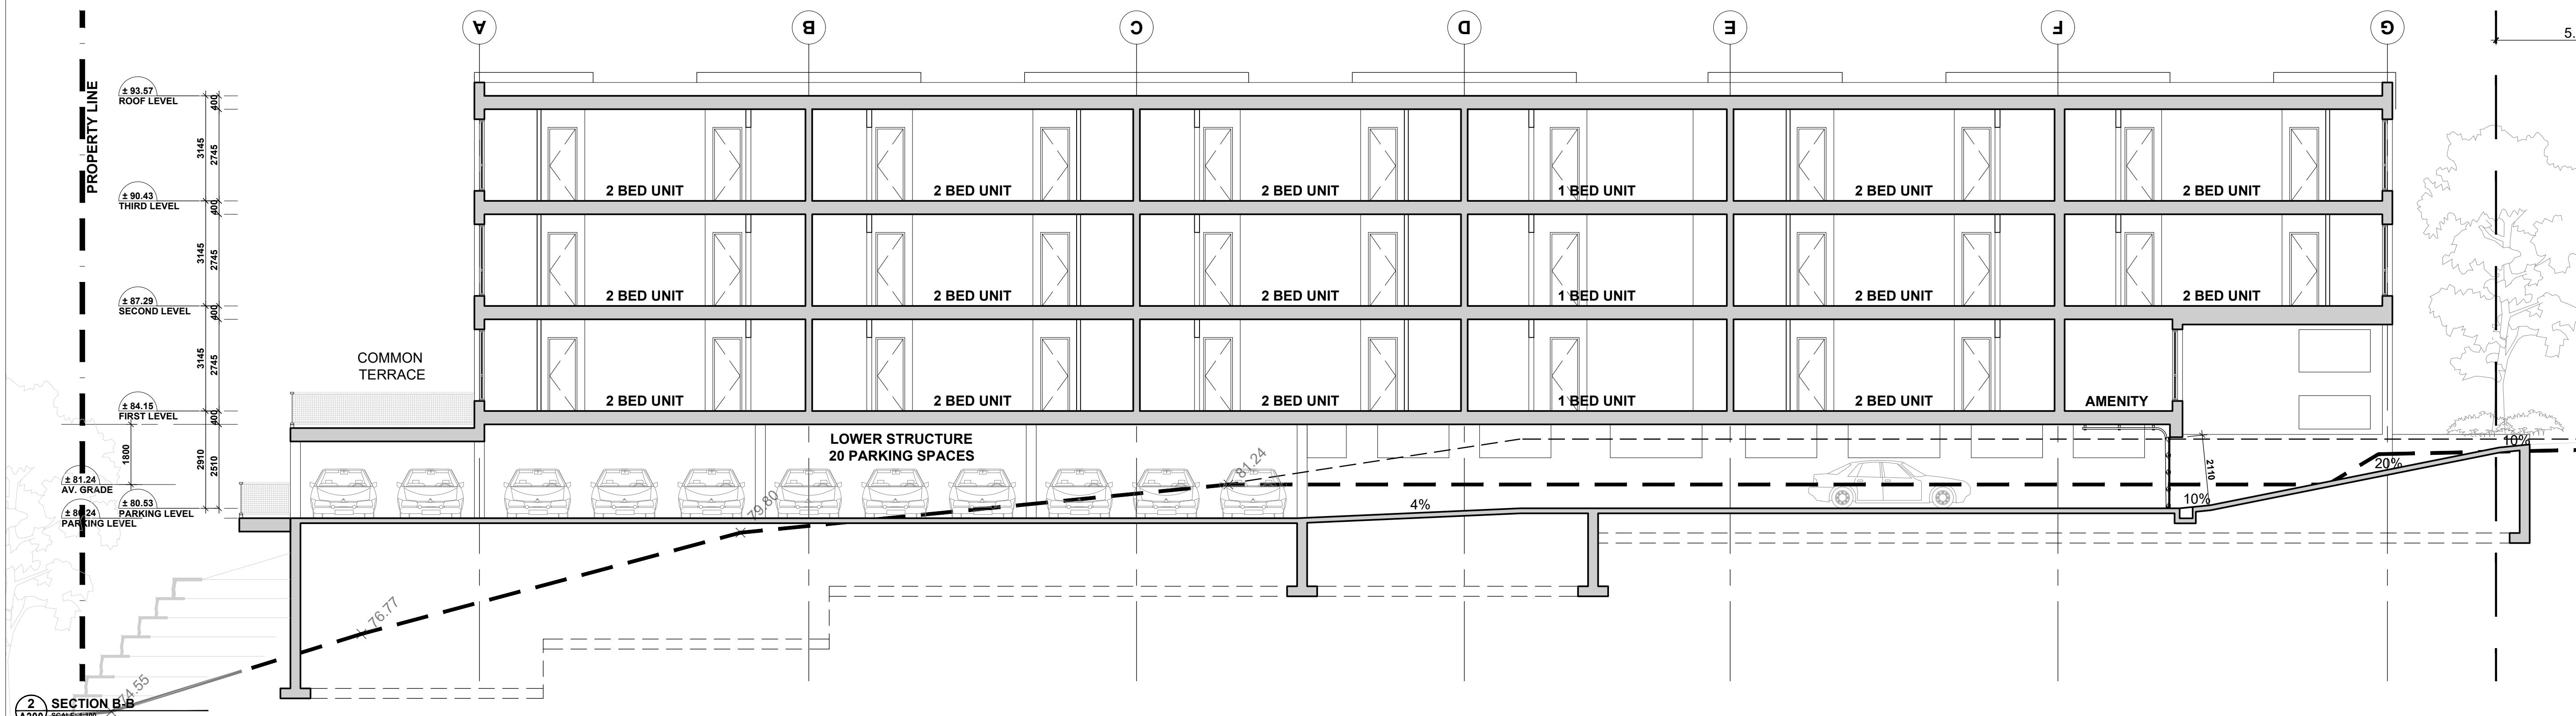 A
B
C
D
E
F
G
5.
PROPERTY LINE
± 93.57
ROOF LEVEL
400
3145
2745
± 90.43
THIRD LEVEL
400
3145
2745
± 87.29
SECOND LEVEL
400
3145
2745
± 84.15
FIRST LEVEL
400
1800
2910
2510
± 81.24
AV. GRADE
± 80.53
PARKING LEVEL
± 80.24
PARKING LEVEL
2 BED UNIT
2 BED UNIT
2 BED UNIT
1 BED UNIT
2 BED UNIT
2 BED UNIT
2 BED UNIT
2 BED UNIT
2 BED UNIT
1 BED UNIT
2 BED UNIT
2 BED UNIT
COMMON
TERRACE
2 BED UNIT
2 BED UNIT
2 BED UNIT
1 BED UNIT
2 BED UNIT
AMENITY
LOWER STRUCTURE
20 PARKING SPACES
81.24
79.80
76.77
74.55
4%
2110
10%
20%
10%
2
SECTION B-B
A200
SCALE: 1:100